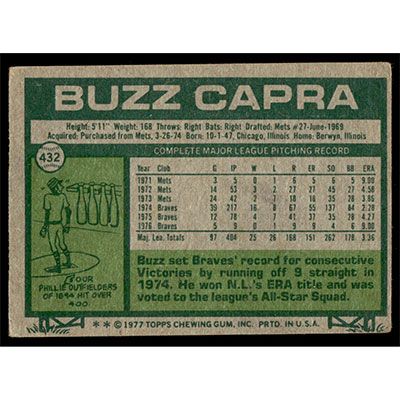 BUZZ CAPRA
Height: 5'11" Weight: 168 Throws: Right Bats: Right Drafted: Mets #27-June-1969
Acquired: Purchased from Mets, 3-26-74 Born: 10-1-47, Chicago, Illinois Home: Berwyn, Illinois
432
COMPLETE MAJOR LEAGUE PITCHING RECORD
Year Club G IP W L R ER SO BB ERA
1971 Mets 3 5 0 1 5 6 5 9.00
1972 Mets 14 53 3 2 27 45 27 4.58
1973 Mets 24 42 2 7 18 35 28 3.86
1974 Braves 39 217 16 8 55 137 84 2.28
1975 Braves 12 78 4 7 37 35 28 4.27
1976 Braves 5 9 0 1 9 4 6 9.00
Maj. Lea. Totals 97 404 25 26 168 151 262 178 3.36
FOUR
PHILLIE OUTFIELDERS
OF 1894 HIT OVER
.400
Buzz set Braves' record for consecutive
Victories by running off 9 straight in
1974. He won N.L.'s ERA title and was
voted to the league's All-Star Squad.
** © 1977 TOPPS CHEWING GUM, INC. PRTD. IN U.S.A.